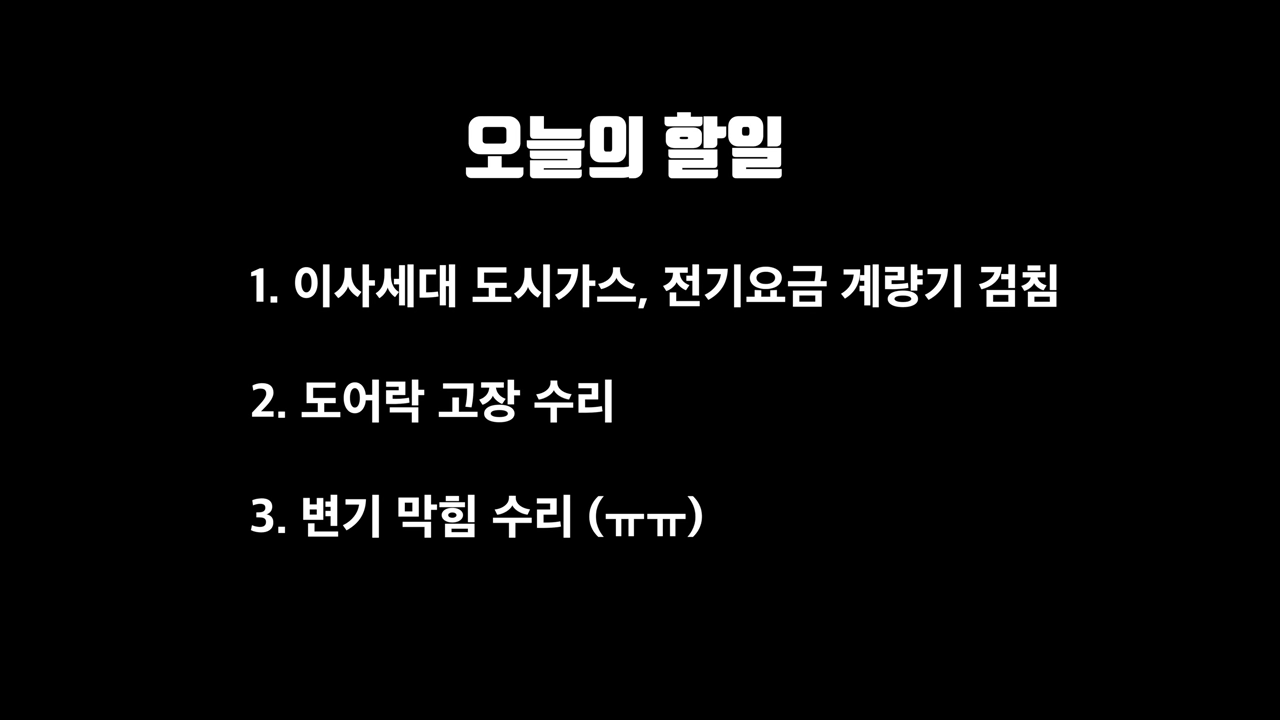 오늘의 할일
1. 이사세대 도시가스, 전기요금 계량기 검침
2. 도어락 고장 수리
3. 변기 막힘 수리 (ㅠㅠ)